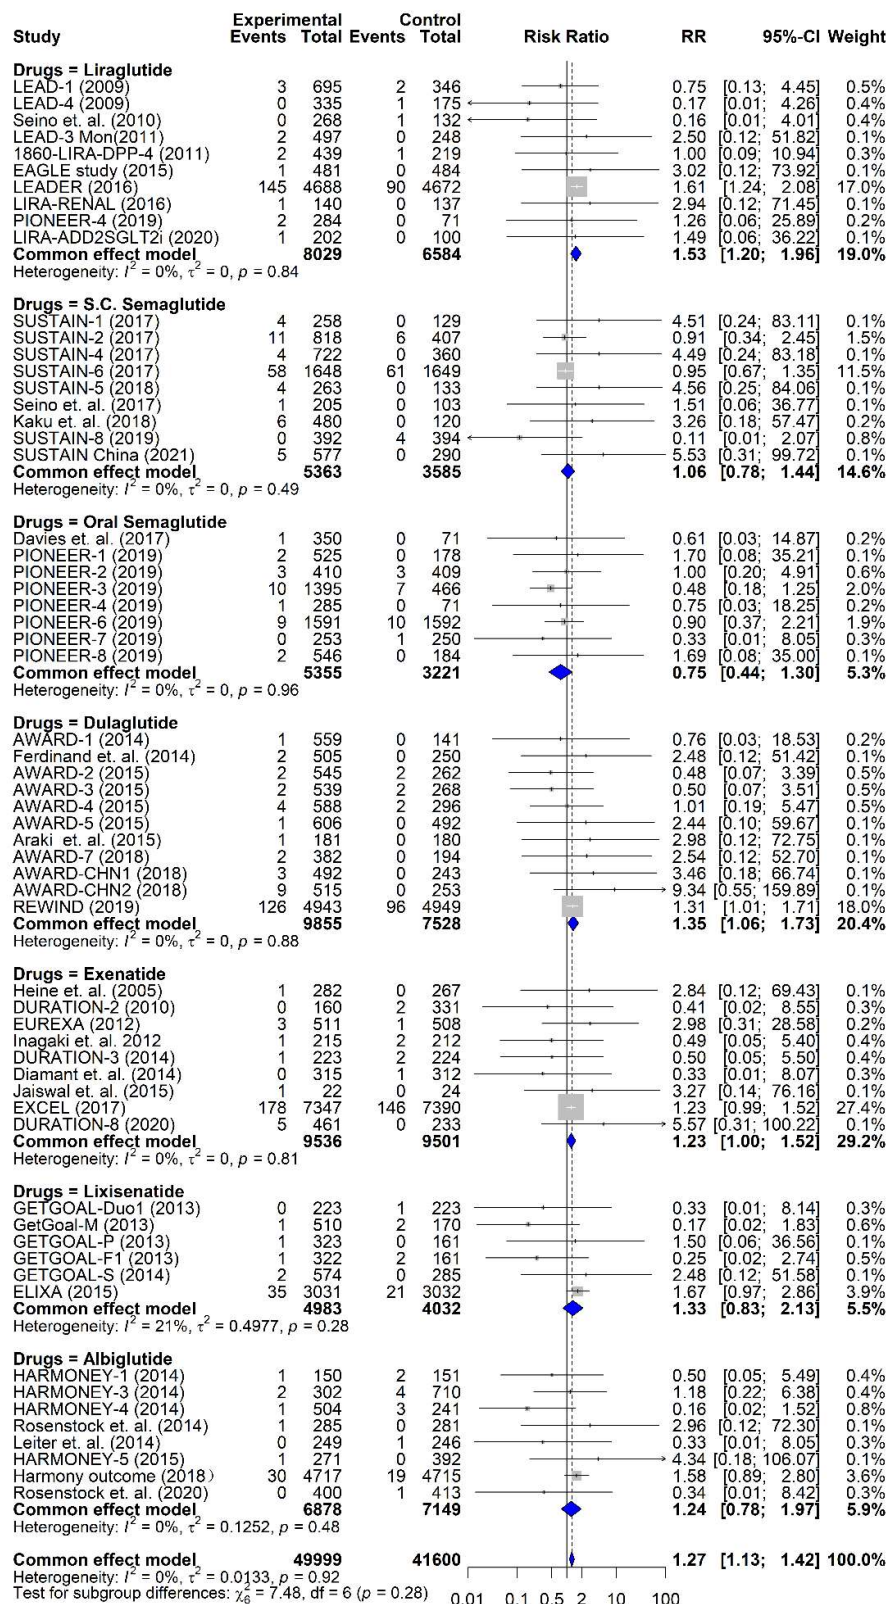 Experimental Control
Study Events Total Events Total Risk Ratio RR 95%-CI Weight
Drugs = Liraglutide
LEAD-1 (2009) 3 695 2 346 0.75 [0.13; 4.45] 0.5%
LEAD-4 (2009) 0 335 1 175 0.17 [0.01; 4.26] 0.4%
Seino et. al. (2010) 0 268 1 132 0.16 [0.01; 4.01] 0.4%
LEAD-3 Mon(2011) 2 497 0 248 2.50 [0.12; 51.82] 0.1%
1860-LIRA-DPP-4 (2011) 2 439 1 219 1.00 [0.09; 10.94] 0.3%
EAGLE study (2015) 1 481 0 484 3.02 [0.12; 73.92] 0.1%
LEADER (2016) 145 4688 90 4672 1.61 [1.24; 2.08] 17.0%
LIRA-RENAL (2016) 1 140 0 137 2.94 [0.12; 71.45] 0.1%
PIONEER-4 (2019) 2 284 0 71 1.26 [0.06; 25.89] 0.1%
LIRA-ADD2SGLT2i (2020) 1 202 0 100 1.49 [0.06; 36.22] 0.1%
Common effect model 8029 6584 1.53 [1.20; 1.96] 19.0%
Heterogeneity: I² = 0%, τ² = 0, p = 0.84
Drugs = S.C. Semaglutide
SUSTAIN-1 (2017) 4 258 0 129 4.51 [0.24; 83.11] 0.1%
SUSTAIN-2 (2017) 11 818 6 407 0.91 [0.34; 2.45] 1.5%
SUSTAIN-4 (2017) 4 722 0 360 4.49 [0.24; 83.18] 0.1%
SUSTAIN-6 (2017) 58 1648 61 1649 0.95 [0.67; 1.35] 11.5%
SUSTAIN-5 (2018) 4 263 0 133 4.56 [0.25; 84.06] 0.1%
Seino et. al. (2017) 1 205 0 103 1.51 [0.06; 36.77] 0.1%
Kaku et. al. (2018) 6 480 0 120 3.26 [0.18; 57.47] 0.1%
SUSTAIN-8 (2019) 0 392 4 394 0.11 [0.01; 2.07] 0.8%
SUSTAIN China (2021) 5 577 0 290 5.53 [0.31; 99.72] 0.1%
Common effect model 5363 3585 1.06 [0.78; 1.44] 14.6%
Heterogeneity: I² = 0%, τ² = 0, p = 0.49
Drugs = Oral Semaglutide
Davies et. al. (2017) 1 350 0 71 0.61 [0.03; 14.87] 0.2%
PIONEER-1 (2019) 2 525 0 178 1.70 [0.08; 35.21] 0.1%
PIONEER-2 (2019) 3 410 3 409 1.00 [0.20; 4.91] 0.6%
PIONEER-3 (2019) 10 1395 7 466 0.48 [0.18; 1.25] 2.0%
PIONEER-4 (2019) 1 285 0 71 0.75 [0.03; 18.25] 0.1%
PIONEER-6 (2019) 9 1591 10 1592 0.90 [0.37; 2.21] 1.9%
PIONEER-7 (2019) 0 253 1 250 0.33 [0.01; 8.05] 0.3%
PIONEER-8 (2019) 2 546 0 184 1.69 [0.08; 35.00] 0.1%
Common effect model 5355 3221 0.75 [0.44; 1.30] 5.3%
Heterogeneity: I² = 0%, τ² = 0, p = 0.96
Drugs = Dulaglutide
AWARD-1 (2014) 1 559 0 141 0.76 [0.03; 18.53] 0.2%
Ferdinand et. al. (2014) 2 505 0 250 2.48 [0.12; 51.42] 0.1%
AWARD-2 (2015) 2 545 2 262 0.48 [0.07; 3.39] 0.5%
AWARD-3 (2015) 2 539 2 268 0.50 [0.07; 3.51] 0.5%
AWARD-4 (2015) 4 588 2 296 1.01 [0.19; 5.47] 0.5%
AWARD-5 (2015) 1 606 0 492 2.44 [0.10; 59.67] 0.1%
Araki et. al. (2015) 1 181 0 180 2.98 [0.12; 72.75] 0.1%
AWARD-7 (2018) 2 382 0 194 2.54 [0.12; 52.70] 0.1%
AWARD-CHN1 (2018) 3 492 0 243 3.46 [0.18; 66.74] 0.1%
AWARD-CHN2 (2018) 9 515 0 253 9.34 [0.55; 159.89] 0.1%
REWIND (2019) 126 4943 96 4949 1.31 [1.01; 1.71] 18.0%
Common effect model 9855 7528 1.35 [1.06; 1.73] 20.4%
Heterogeneity: I² = 0%, τ² = 0, p = 0.88
Drugs = Exenatide
Heine et. al. (2005) 1 282 0 267 2.84 [0.12; 69.43] 0.1%
DURATION-2 (2010) 0 160 2 331 0.41 [0.02; 8.55] 0.3%
EUREXA (2012) 3 511 1 508 2.98 [0.31; 28.58] 0.2%
Inagaki et. al. 2012 1 215 2 212 0.49 [0.05; 5.40] 0.4%
DURATION-3 (2014) 1 223 2 224 0.50 [0.05; 5.50] 0.4%
Diamant et. al. (2014) 0 315 1 312 0.33 [0.01; 8.07] 0.3%
Jaiswal et. al. (2015) 1 22 0 24 3.27 [0.14; 76.16] 0.1%
EXCEL (2017) 178 7347 146 7390 1.23 [0.99; 1.52] 27.4%
DURATION-8 (2020) 5 461 0 233 5.57 [0.31; 100.22] 0.1%
Common effect model 9536 9501 1.23 [1.00; 1.52] 29.2%
Heterogeneity: I² = 0%, τ² = 0, p = 0.81
Drugs = Lixisenatide
GETGOAL-Duo1 (2013) 0 223 1 223 0.33 [0.01; 8.14] 0.3%
GetGoal-M (2013) 1 510 2 170 0.17 [0.02; 1.83] 0.6%
GETGOAL-P (2013) 1 323 0 161 1.50 [0.06; 36.56] 0.1%
GETGOAL-F1 (2013) 1 322 2 161 0.25 [0.02; 2.74] 0.5%
GETGOAL-S (2014) 2 574 0 285 2.48 [0.12; 51.58] 0.1%
ELIXA (2015) 35 3031 21 3032 1.67 [0.97; 2.86] 3.9%
Common effect model 4983 4032 1.33 [0.83; 2.13] 5.5%
Heterogeneity: I² = 21%, τ² = 0.4977, p = 0.28
Drugs = Albiglutide
HARMONEY-1 (2014) 1 150 2 151 0.50 [0.05; 5.49] 0.4%
HARMONEY-3 (2014) 2 302 4 710 1.18 [0.22; 6.38] 0.4%
HARMONEY-4 (2014) 1 504 3 241 0.16 [0.02; 1.52] 0.8%
Rosenstock et. al. (2014) 1 285 0 281 2.96 [0.12; 72.30] 0.1%
Leiter et. al. (2014) 0 249 1 246 0.33 [0.01; 8.05] 0.3%
HARMONEY-5 (2015) 1 271 0 392 4.34 [0.18; 106.07] 0.1%
Harmony outcome (2018） 30 4717 19 4715 1.58 [0.89; 2.80] 3.6%
Rosenstock et. al. (2020) 0 400 1 413 0.34 [0.01; 8.42] 0.3%
Common effect model 6878 7149 1.24 [0.78; 1.97] 5.9%
Heterogeneity: I² = 0%, τ² = 0.1252, p = 0.48
Common effect model 49999 41600 1.27 [1.13; 1.42] 100.0%
Heterogeneity: I² = 0%, τ² = 0.0133, p = 0.92
Test for subgroup differences: χ²₆ = 7.48, df = 6 (p = 0.28)
0.01 0.1 0.5 2 10 100